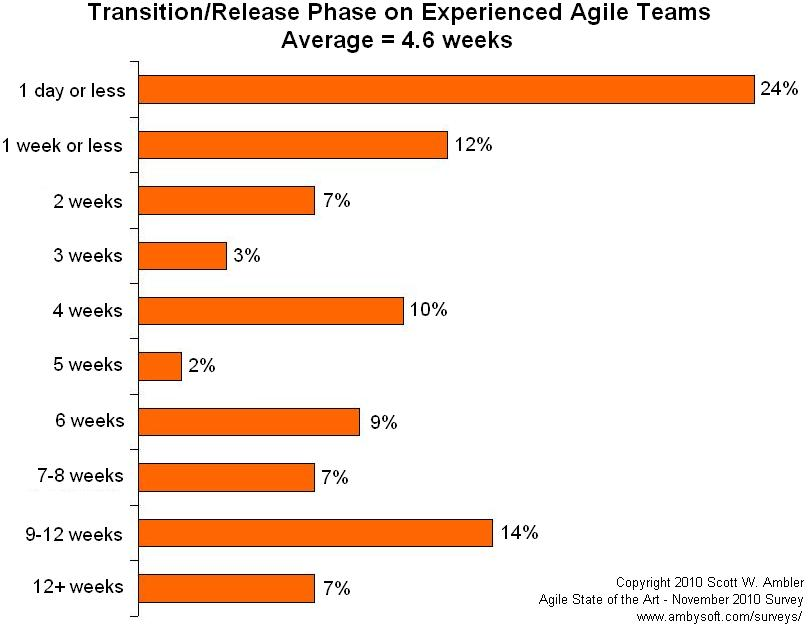 Transition/Release Phase on Experienced Agile Teams
Average = 4.6 weeks
1 day or less 24%
1 week or less 12%
2 weeks 7%
3 weeks 3%
4 weeks 10%
5 weeks 2%
6 weeks 9%
7-8 weeks 7%
9-12 weeks 14%
12+ weeks 7%
Copyright 2010 Scott W. Ambler
Agile State of the Art - November 2010 Survey
www.ambysoft.com/surveys/